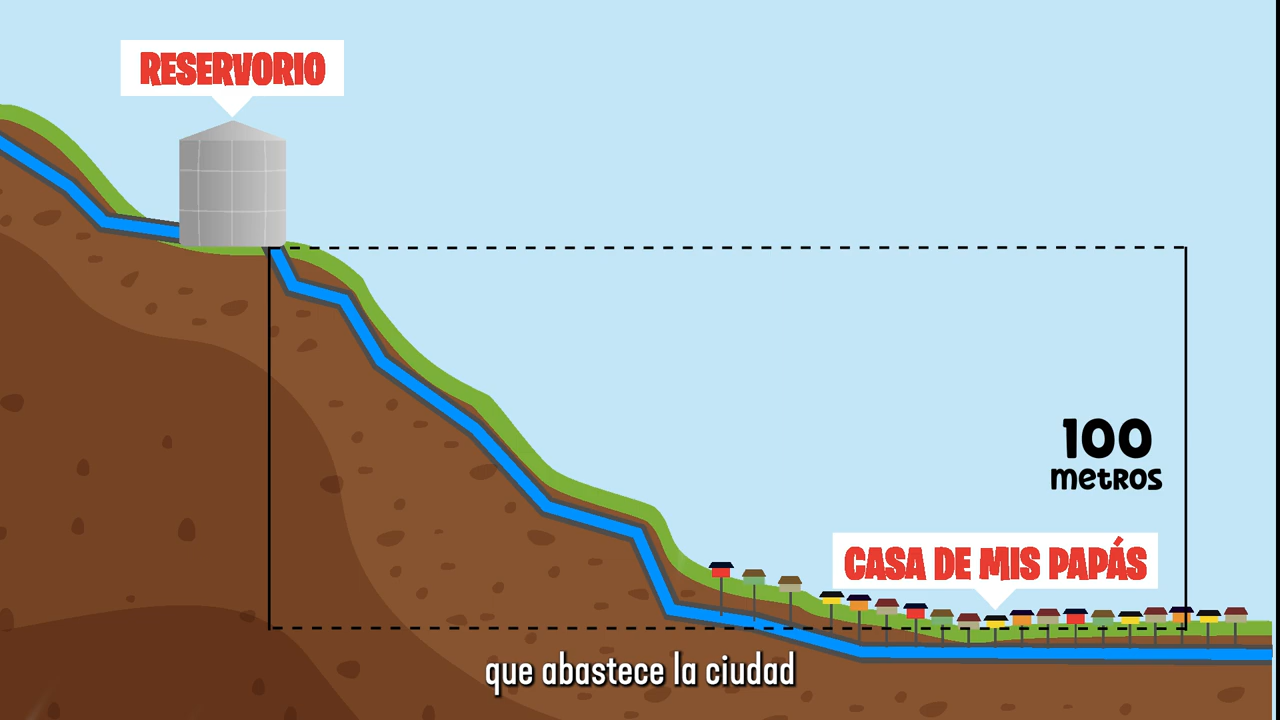 RESERVORIO
100
metros
CASA DE MIS PAPÁS
que abastece la ciudad